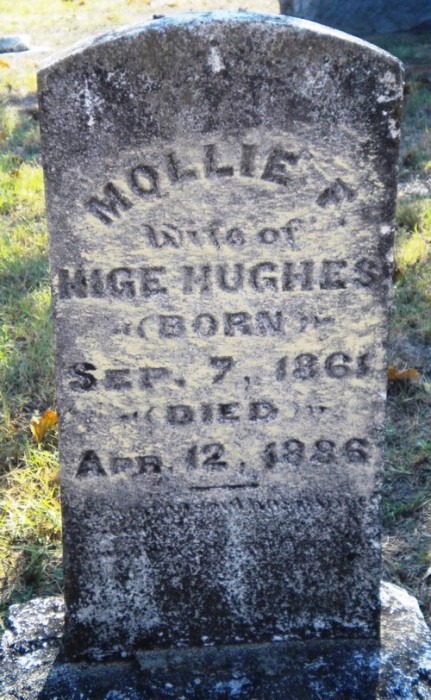 MOLLIE F.
Wife of
NIGE HUGHES
BORN
SEP. 7, 1861
DIED
APR. 12, 1886